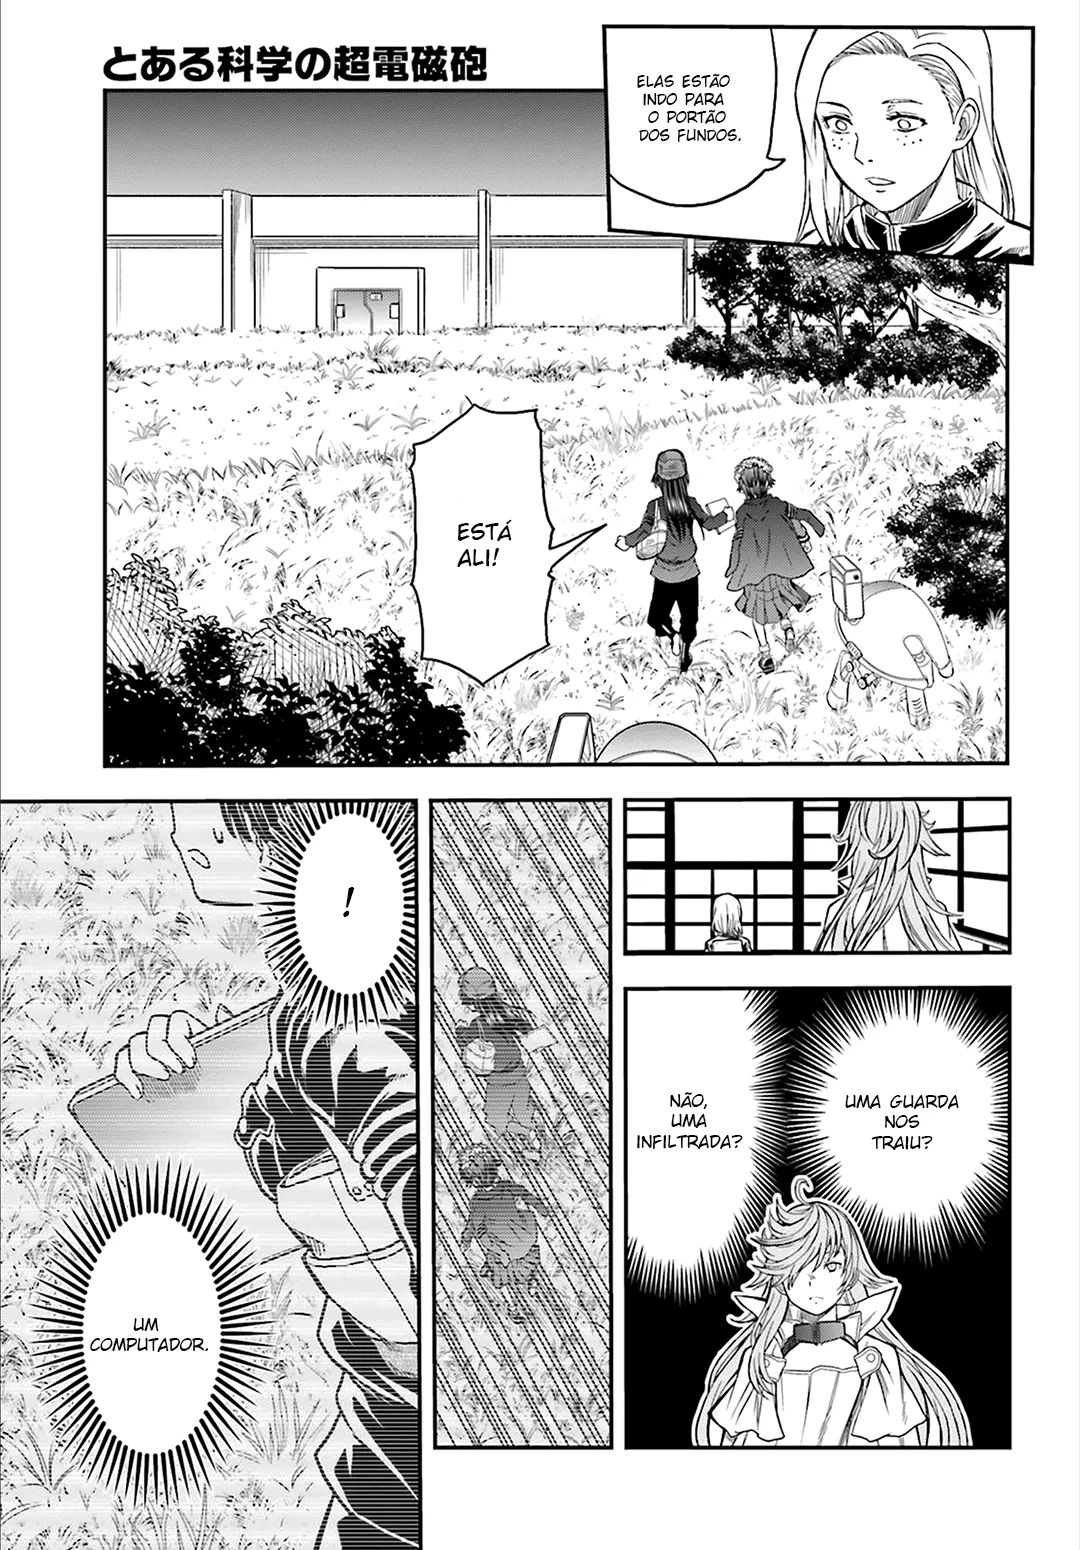 とある科学の超電磁砲
ELAS ESTÃO
INDO PARA
O PORTÃO
DOS FUNDOS.
ESTÁ
ALI!
UMA GUARDA
NOS
TRAIU?
NÃO,
UMA
INFILTRADA?
!
UM
COMPUTADOR.